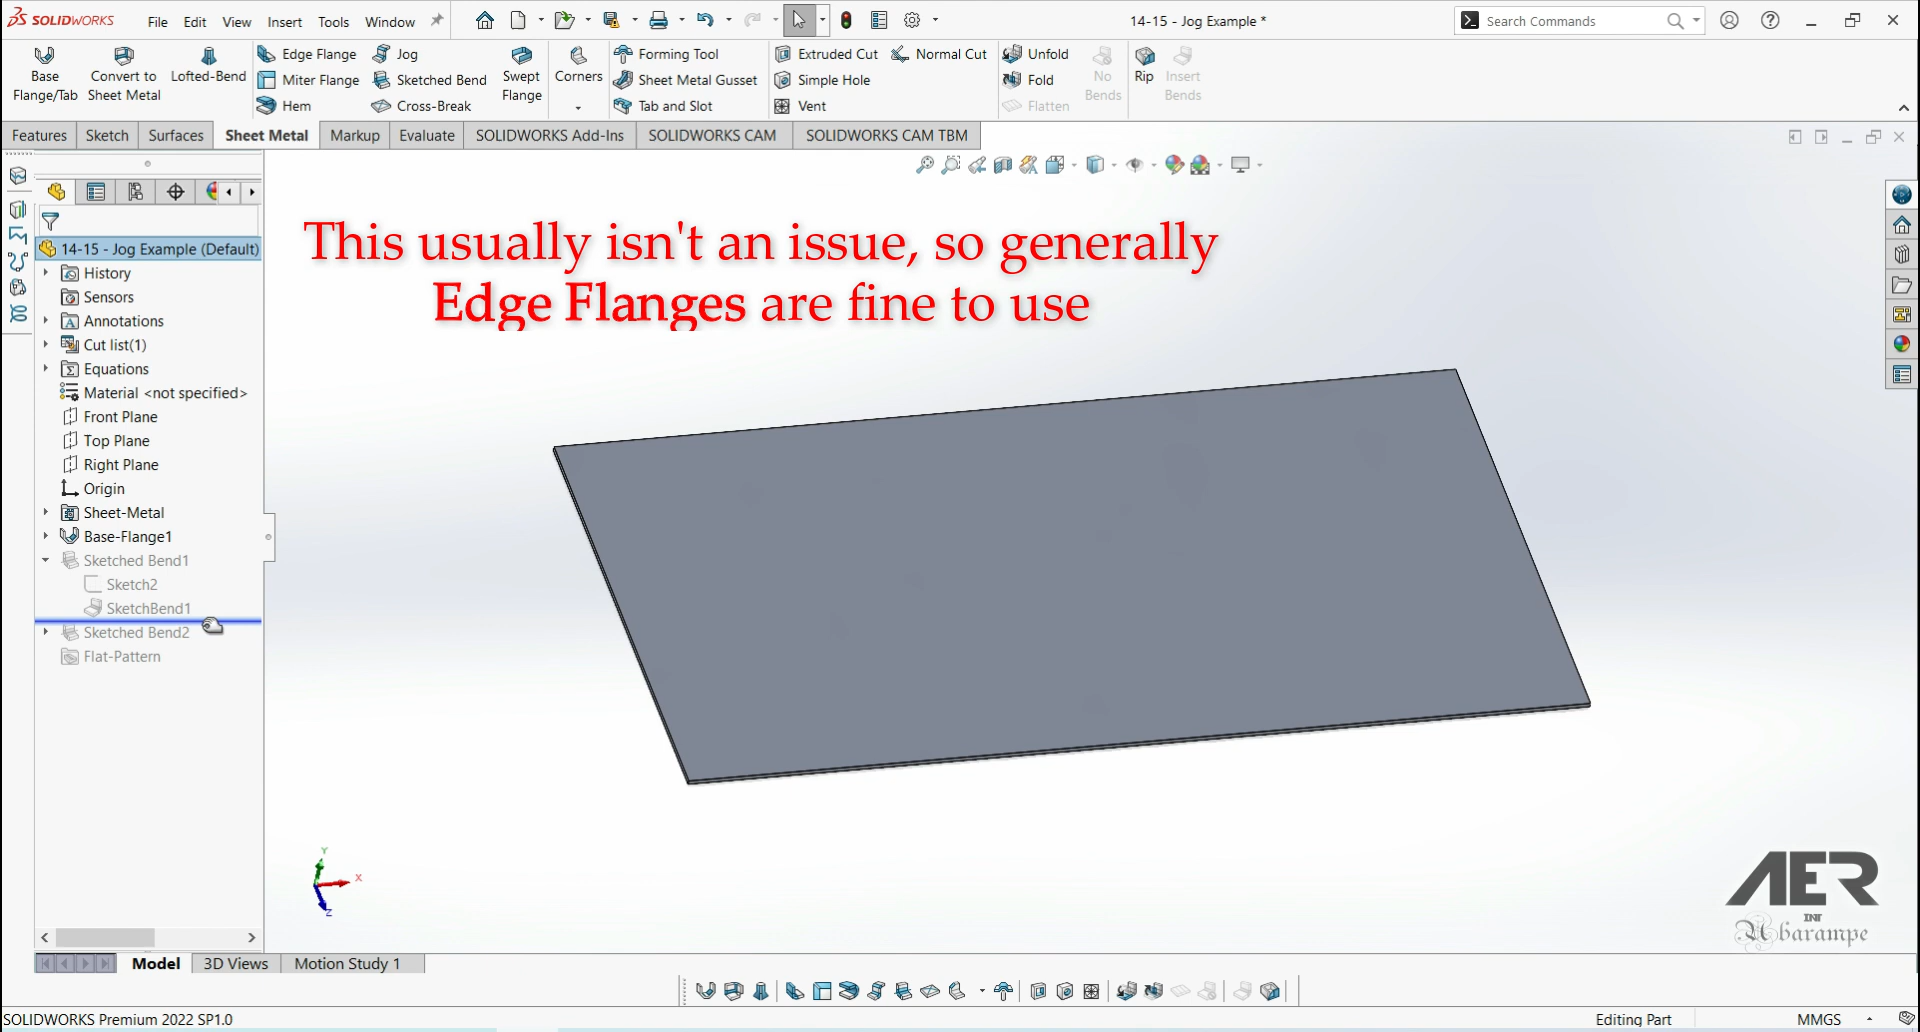 SOLIDWORKS File Edit View Insert Tools Window 14-15 - Jog Example * Search Commands
Base Flange/Tab
Convert to Sheet Metal
Lofted-Bend
Edge Flange
Miter Flange
Hem
Jog
Sketched Bend
Cross-Break
Swept Flange
Corners
Forming Tool
Sheet Metal Gusset
Tab and Slot
Extruded Cut
Simple Hole
Vent
Normal Cut
Unfold
Fold
Flatten
No Bends
Rip
Insert Bends
Features Sketch Surfaces Sheet Metal Markup Evaluate SOLIDWORKS Add-Ins SOLIDWORKS CAM SOLIDWORKS CAM TBM
14-15 - Jog Example (Default)
History
Sensors
Annotations
Cut list(1)
Equations
Material <not specified>
Front Plane
Top Plane
Right Plane
Origin
Sheet-Metal
Base-Flange1
Sketched Bend1
Sketch2
SketchBend1
Sketched Bend2
Flat-Pattern
This usually isn't an issue, so generally
Edge Flanges are fine to use
Y
X
Z
AER
INT
Abarampe
Model 3D Views Motion Study 1
SOLIDWORKS Premium 2022 SP1.0 Editing Part MMGS